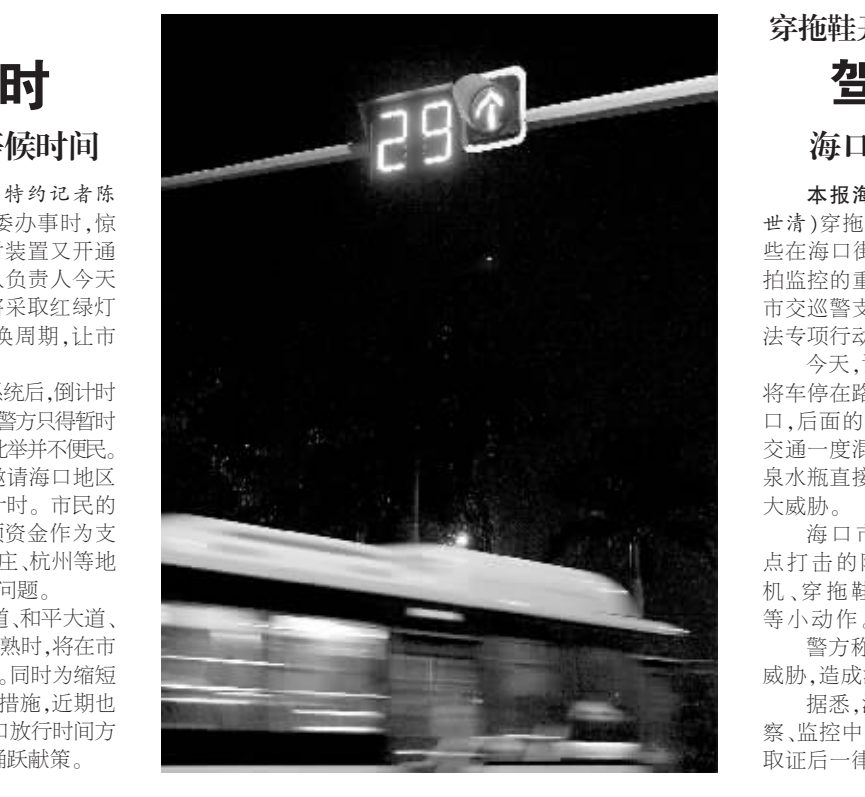 时
候时间
特约记者陈
委办事时,惊
装置又开通
负责人今天
采取红绿灯
换周期,让市
系统后,倒计时
警方只得暂时
此举并不便民。
邀请海口地区
计时。市民的
资金作为支
庄、杭州等地
问题。
道、和平大道、
熟时,将在市
。同时为缩短
措施,近期也
口放行时间方
踊跃献策。
29
穿拖鞋
驾
海口
本报海
世清)穿拖
些在海口街
拍监控的重
市交巡警支
法专项行动
今天,
将车停在路
口,后面的
交通一度混
泉水瓶直接
大威胁。
海口市
点打击的
机、穿拖鞋
等小动作。
警方称
威胁,造成
据悉,
察、监控中
取证后一律